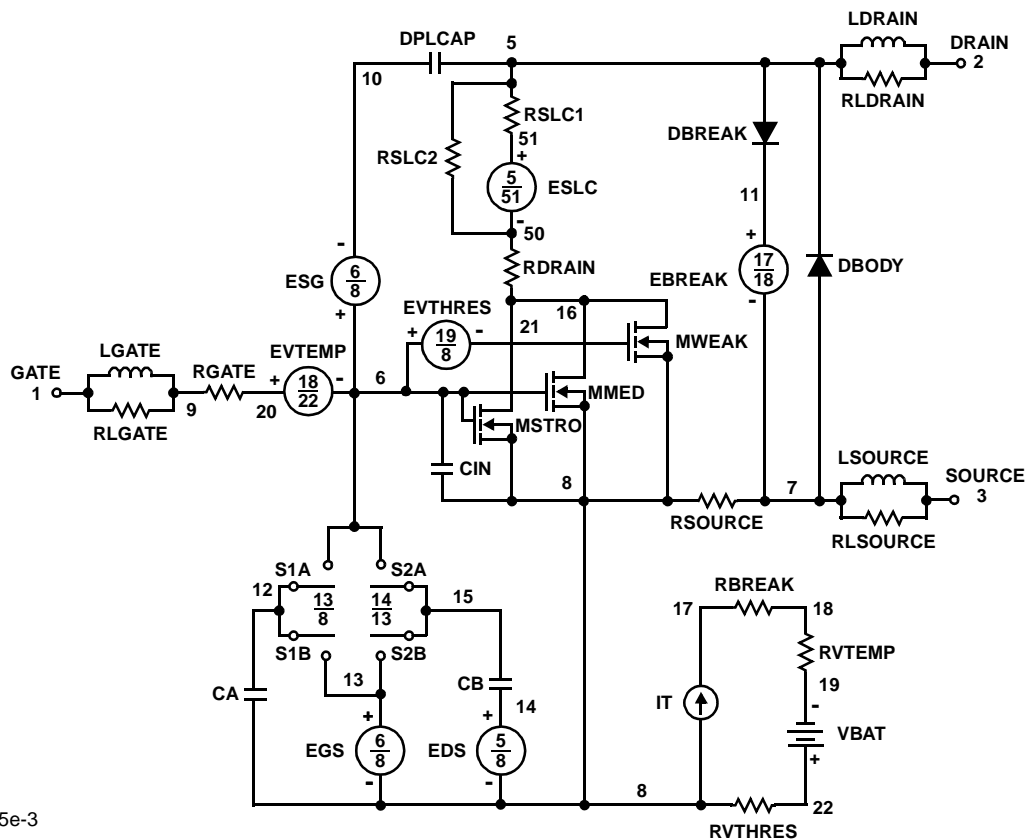 LDRAIN
DPLCAP
5
DRAIN
2
10
RLDRAIN
RSLC1
DBREAK
51
RSLC2
+
5
51
ESLC
11
-
50
-
+
RDRAIN
17
18
DBODY
6
8
ESG
EBREAK
+
EVTHRES
16
-
+
19
8
-
21
MWEAK
LGATE
EVTEMP
GATE
1
RGATE
+
18
22
-
6
MMED
9
20
MSTRO
RLGATE
LSOURCE
CIN
8
7
SOURCE
3
RSOURCE
RLSOURCE
S1A
S2A
12
13
8
14
13
15
RBREAK
17
18
S1B
S2B
RVTEMP
13
CB
19
CA
14
IT
-
+
+
VBAT
EGS
6
8
EDS
5
8
+
-
-
8
22
5e-3
RVTHRES